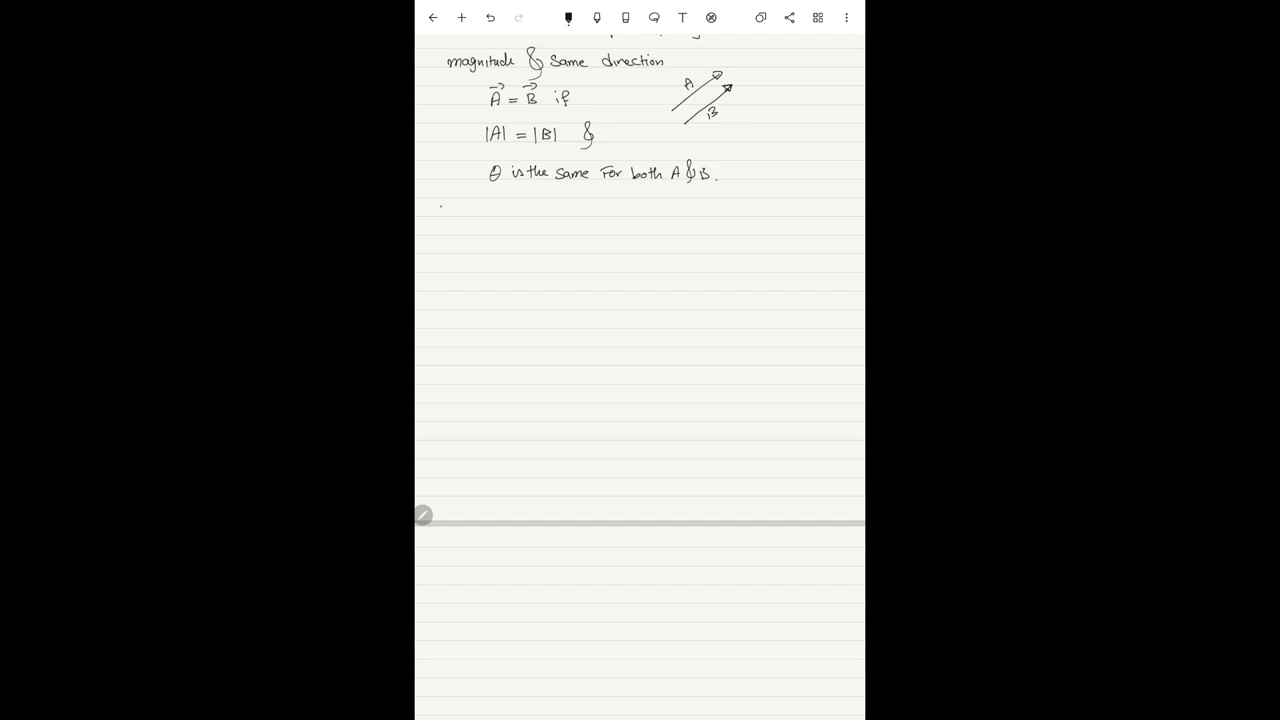 magnitude & Same direction
A⃗ = B⃗ if
|A| = |B| &
θ is the same For both A & B.
A
B
T